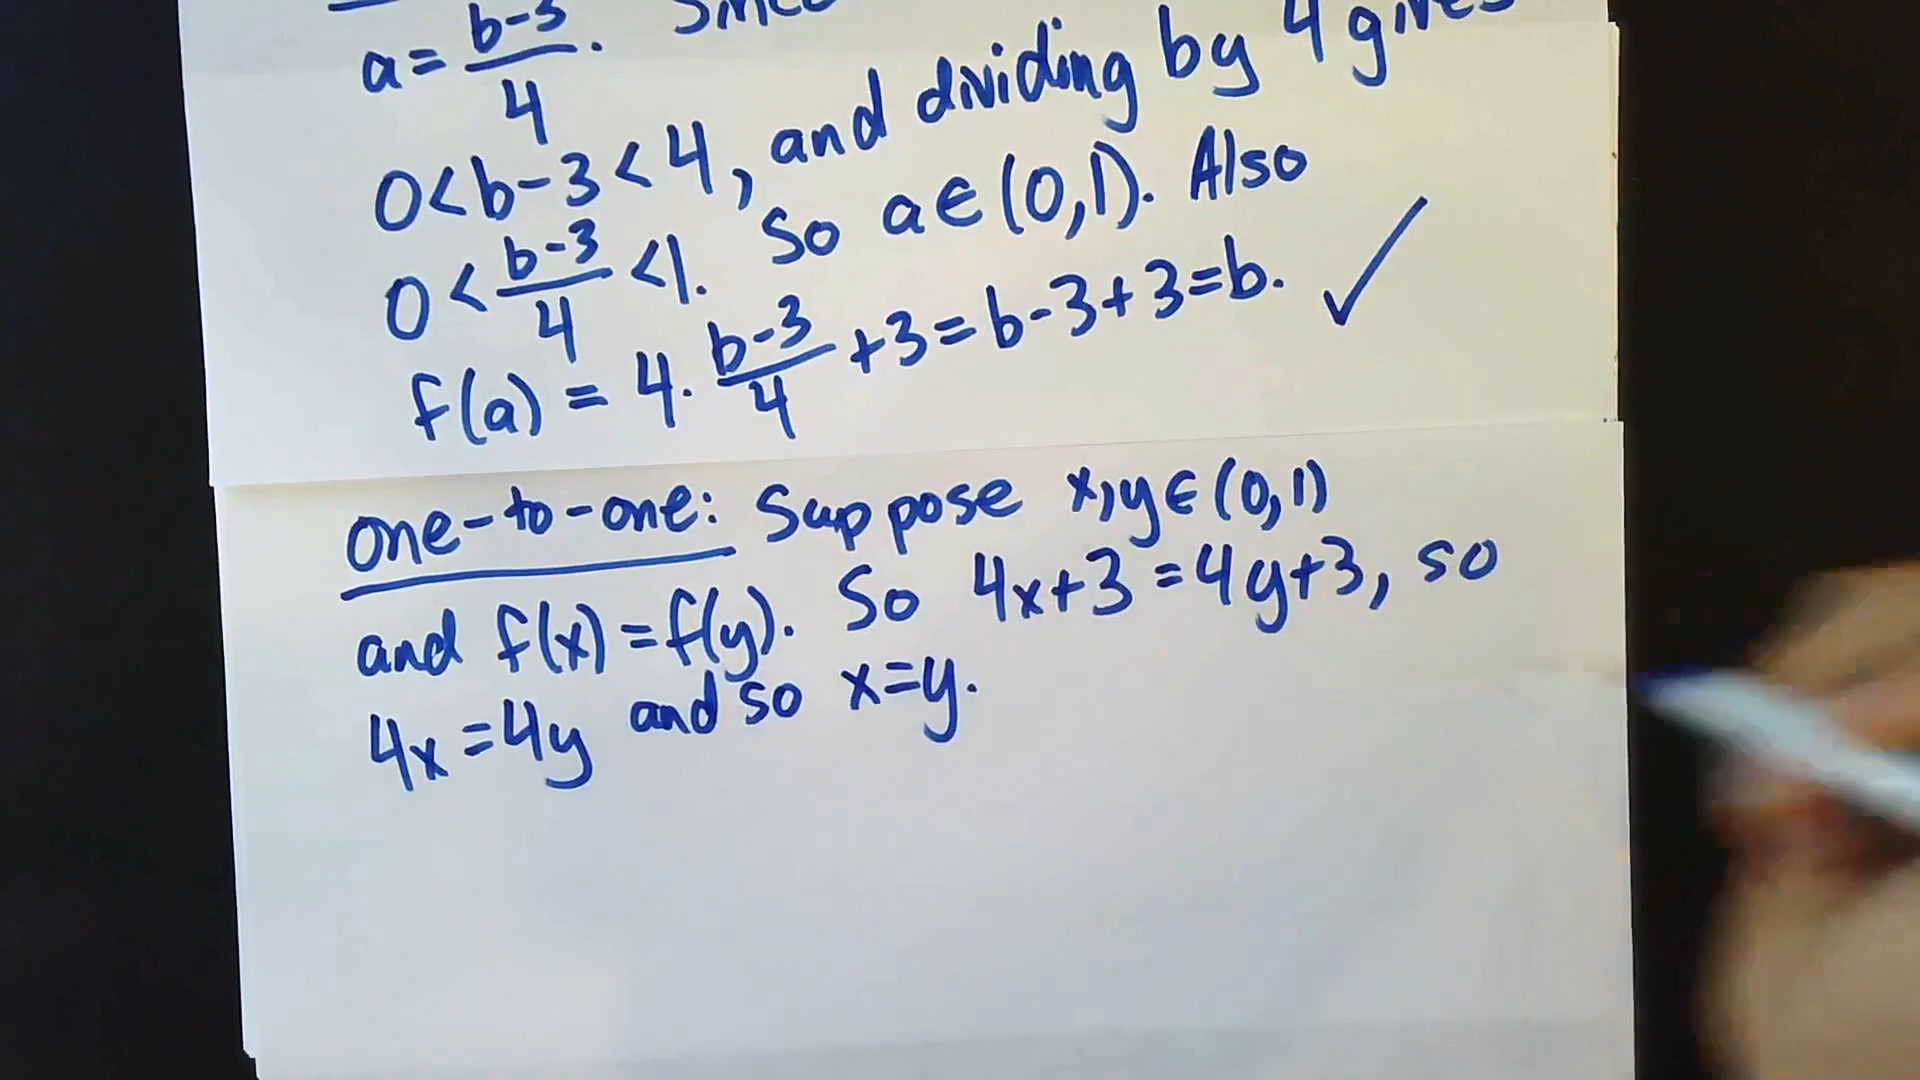 a = (b-3)/4. Since
0<b-3<4, and dividing by 4 gives
0 < (b-3)/4 <1. So a∈(0,1). Also
f(a) = 4·(b-3)/4 +3=b-3+3=b. ✓
one-to-one: Suppose x,y∈(0,1)
and f(x)=f(y). So 4x+3=4y+3, so
4x=4y and so x=y.